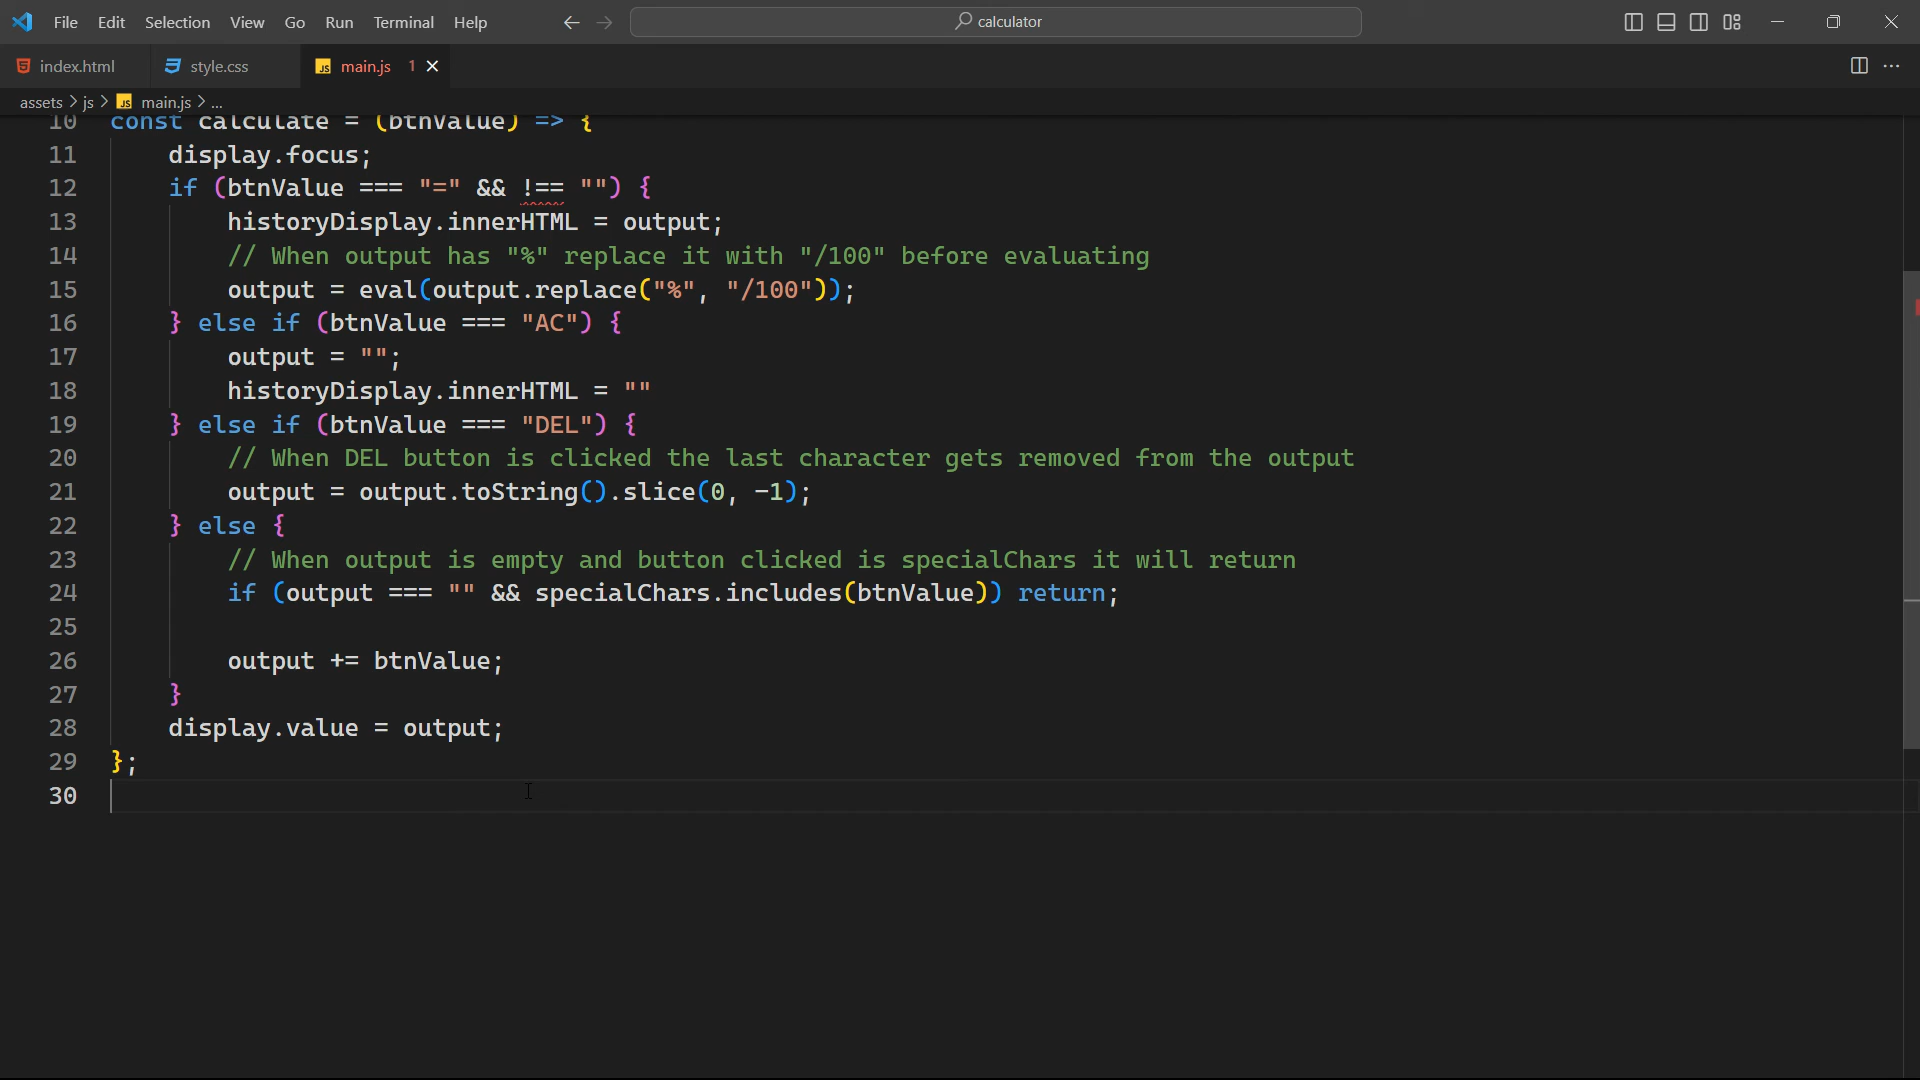 File Edit Selection View Go Run Terminal Help
calculator
index.html style.css main.js 1
assets > js > main.js > ...
10 const calculate = (btnValue) => {
11 display.focus;
12 if (btnValue === "=" && !== "") {
13 historyDisplay.innerHTML = output;
14 // When output has "%" replace it with "/100" before evaluating
15 output = eval(output.replace("%", "/100"));
16 } else if (btnValue === "AC") {
17 output = "";
18 historyDisplay.innerHTML = ""
19 } else if (btnValue === "DEL") {
20 // When DEL button is clicked the last character gets removed from the output
21 output = output.toString().slice(0, -1);
22 } else {
23 // When output is empty and button clicked is specialChars it will return
24 if (output === "" && specialChars.includes(btnValue)) return;
25
26 output += btnValue;
27 }
28 display.value = output;
29 };
30